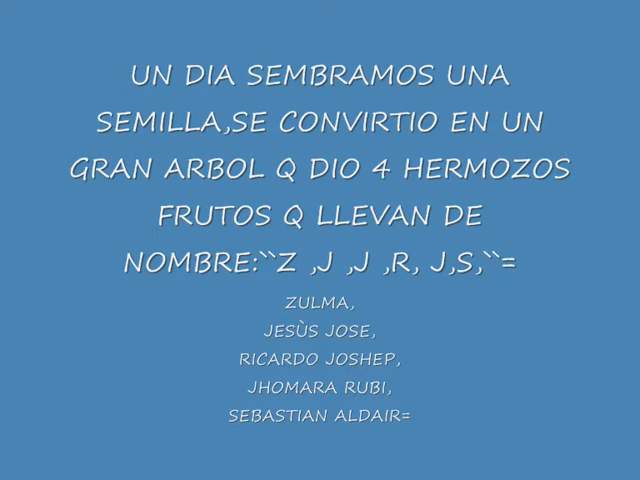 UN DIA SEMBRAMOS UNA
SEMILLA,SE CONVIRTIO EN UN
GRAN ARBOL Q DIO 4 HERMOZOS
FRUTOS Q LLEVAN DE
NOMBRE:``Z ,J ,J ,R, J,S,``=
ZULMA,
JESÙS JOSE,
RICARDO JOSHEP,
JHOMARA RUBI,
SEBASTIAN ALDAIR=